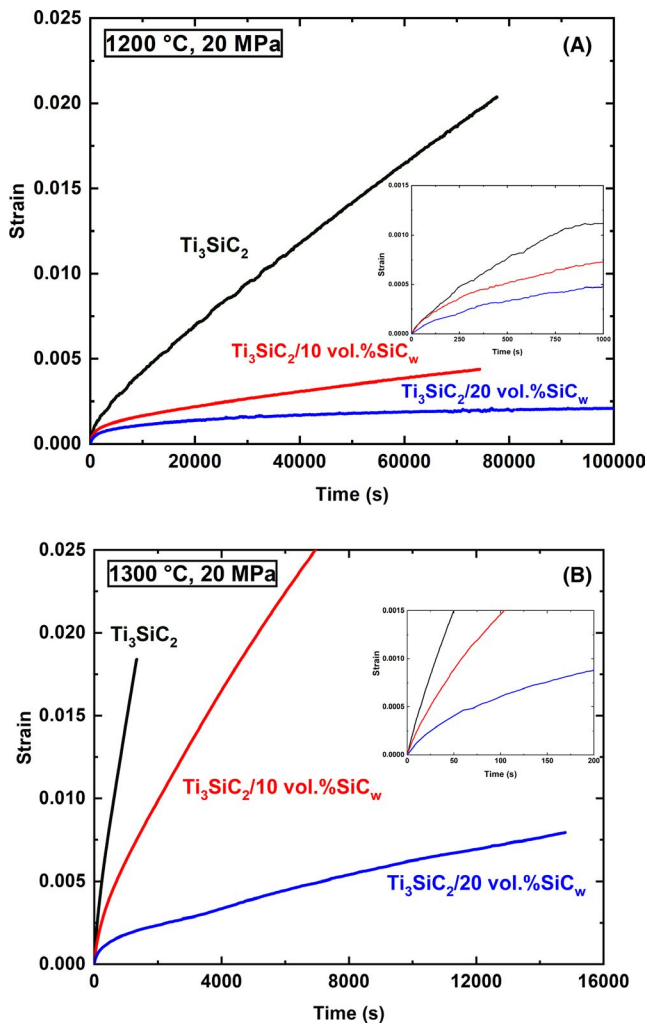 1200 °C, 20 MPa
(A)
0.025
0.020
0.015
0.010
0.005
0.000
Strain
Ti₃SiC₂
Ti₃SiC₂/10 vol.%SiCw
Ti₃SiC₂/20 vol.%SiCw
0.0015
0.0010
0.0005
0.0000
Strain
0 250 500 750 1000
Time (s)
0 20000 40000 60000 80000 100000
Time (s)
1300 °C, 20 MPa
(B)
0.025
0.020
0.015
0.010
0.005
0.000
Strain
Ti₃SiC₂
Ti₃SiC₂/10 vol.%SiCw
Ti₃SiC₂/20 vol.%SiCw
0.0015
0.0010
0.0005
0.0000
Strain
0 50 100 150 200
Time (s)
0 4000 8000 12000 16000
Time (s)